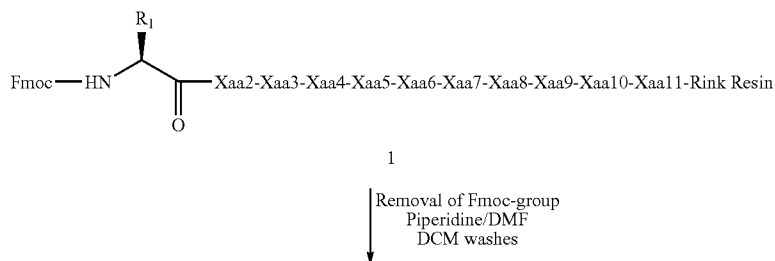 R1
Fmoc—HN
Xaa2-Xaa3-Xaa4-Xaa5-Xaa6-Xaa7-Xaa8-Xaa9-Xaa10-Xaa11-Rink Resin
O
1
Removal of Fmoc-group
Piperidine/DMF
DCM washes